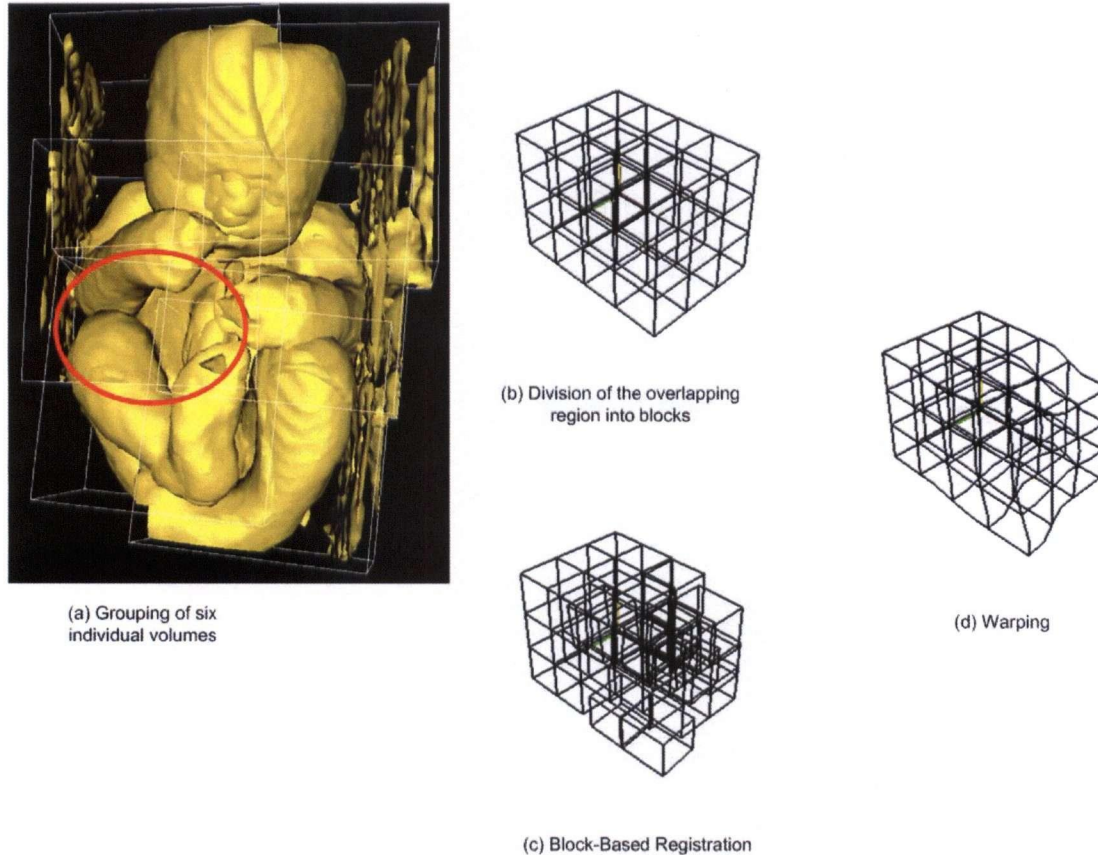 (a) Grouping of six
individual volumes
(b) Division of the overlapping
region into blocks
(c) Block-Based Registration
(d) Warping